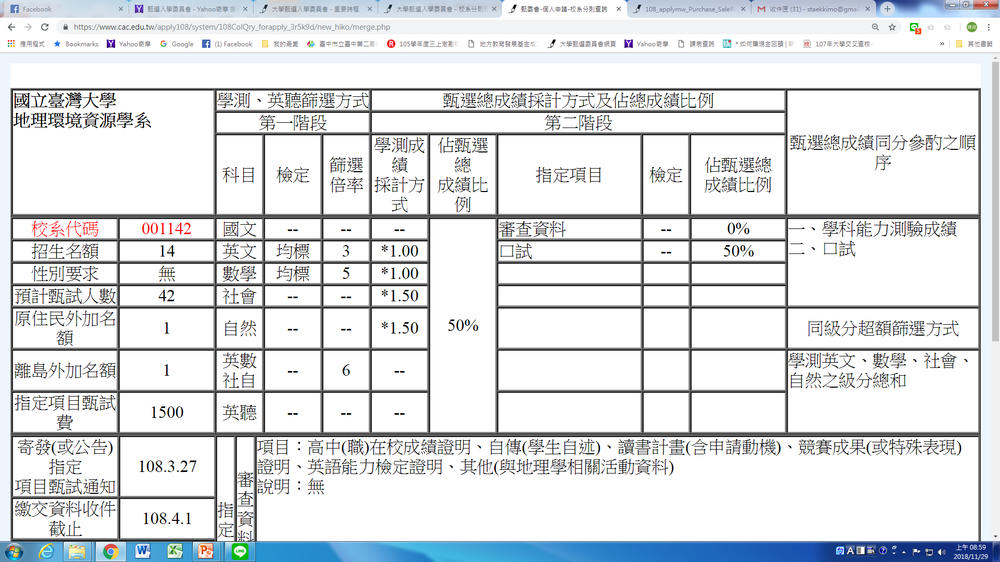 Facebook
甄選入學委員會 - Yahoo奇摩 搜
大學甄選入學委員會 - 重要時程
大學甄選入學委員會 - 校系分則
甄委會-個人申請-校系分則查詢
108_applymw_Purchase_SaleR
收件匣 (31) - staekkimo@gmail
https://www.cac.edu.tw/apply108/system/108ColQry_forapply_3r5k9d/new_hiko/merge.php
應用程式
Bookmarks
Yahoo奇摩
Google
(1) Facebook
我的最愛
臺中市立臺中第二高
105學年度三上激勵
地方教育發展基金成
大學甄選委員會網頁
Yahoo奇摩
課表查詢
* 如何賺現金回饋 |
107年大學交叉查榜-
»
其他書籤
國立臺灣大學
地理環境資源學系
學測、英聽篩選方式
甄選總成績採計方式及佔總成績比例
甄選總成績同分參酌之順
序
第一階段
第二階段
科目
檢定
篩選
倍率
學測成
績
採計方
式
佔甄選
總
成績比
例
指定項目
檢定
佔甄選總
成績比例
校系代碼 001142 國文 -- -- -- 審查資料 -- 0% 一、學科能力測驗成績
招生名額 14 英文 均標 3 *1.00 口試 -- 50% 二、口試
性別要求 無 數學 均標 5 *1.00
預計甄試人數 42 社會 -- -- *1.50
50%
原住民外加名
額
1 自然 -- -- *1.50 同級分超額篩選方式
離島外加名額 1
英數
社自
-- 6 --
學測英文、數學、社會、
自然之級分總和
指定項目甄試
費
1500 英聽 -- -- --
寄發(或公告)
指定
項目甄試通知
108.3.27
繳交資料收件
截止
108.4.1
指
定
審
查
資
料
項目：高中(職)在校成績證明、自傳(學生自述)、讀書計畫(含申請動機)、競賽成果(或特殊表現)
證明、英語能力檢定證明、其他(與地理學相關活動資料)
說明：無
上午 08:59
2018/11/29